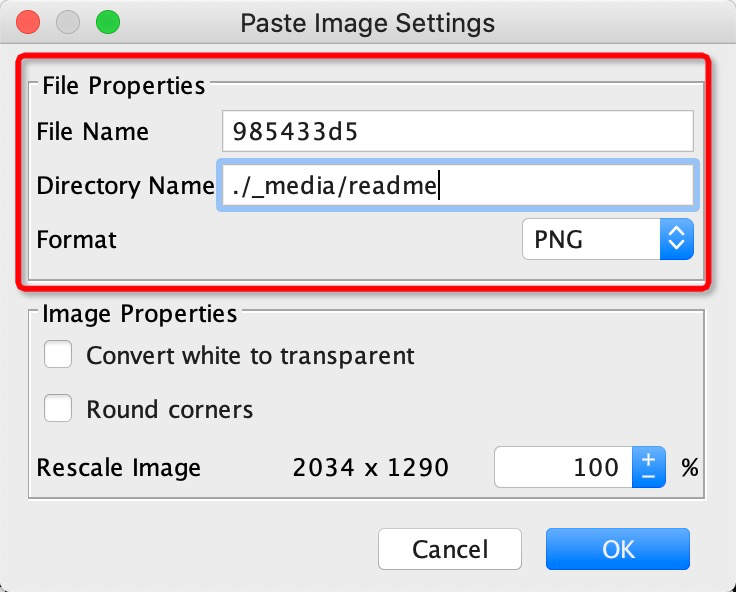 Paste Image Settings
File Properties
File Name 985433d5
Directory Name ./_media/readme
Format PNG
Image Properties
Convert white to transparent
Round corners
Rescale Image 2034 x 1290 100 + − %
Cancel OK